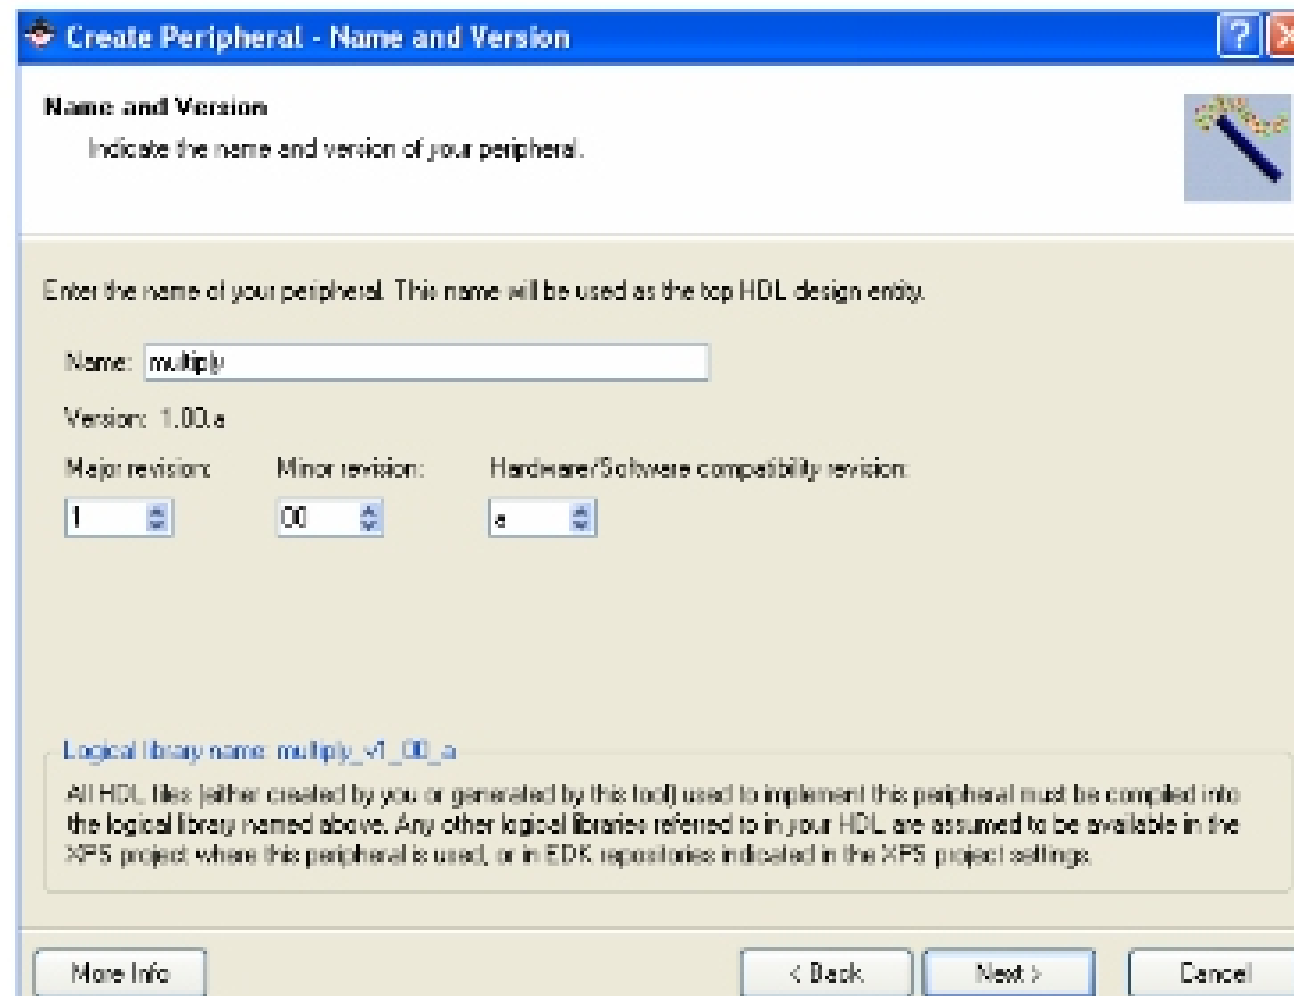 Create Peripheral - Name and Version
?
Name and Version
Indicate the name and version of your peripheral.
Enter the name of your peripheral. This name will be used as the top HDL design entity.
Name: multiply
Version: 1.00.a
Major revision: Minor revision: Hardware/Software compatibility revision:
1 00 a
Logical library name: multiply_v1_00_a
All HDL files (either created by you or generated by this tool) used to implement this peripheral must be compiled into
the logical library named above. Any other logical libraries referred to in your HDL are assumed to be available in the
XPS project where this peripheral is used, or in EDK repositories indicated in the XPS project settings.
More Info < Back Next > Cancel